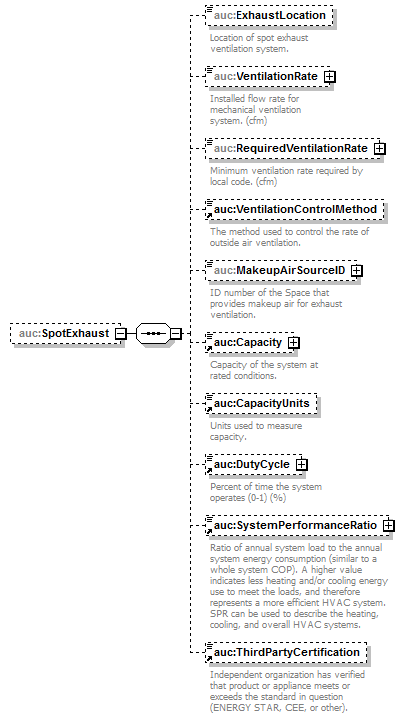 auc:ExhaustLocation
Location of spot exhaust
ventilation system.
auc:VentilationRate
Installed flow rate for
mechanical ventilation
system. (cfm)
auc:RequiredVentilationRate
Minimum ventilation rate required by
local code. (cfm)
auc:VentilationControlMethod
The method used to control the rate of
outside air ventilation.
auc:MakeupAirSourceID
ID number of the Space that
provides makeup air for exhaust
ventilation.
auc:SpotExhaust
auc:Capacity
Capacity of the system at
rated conditions.
auc:CapacityUnits
Units used to measure
capacity.
auc:DutyCycle
Percent of time the system
operates (0-1) (%)
auc:SystemPerformanceRatio
Ratio of annual system load to the annual
system energy consumption (similar to a
whole system COP). A higher value
indicates less heating and/or cooling energy
use to meet the loads, and therefore
represents a more efficient HVAC system.
SPR can be used to describe the heating,
cooling, and overall HVAC systems.
auc:ThirdPartyCertification
Independent organization has verified
that product or appliance meets or
exceeds the standard in question
(ENERGY STAR, CEE, or other).